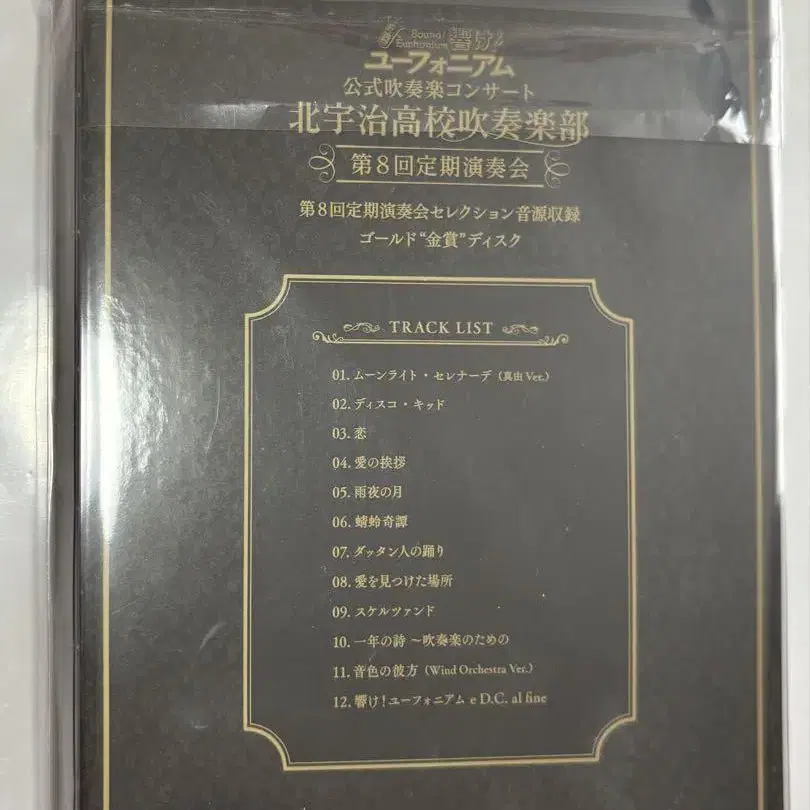 Sound!
Euphonium
響け!
ユーフォニアム
公式吹奏楽コンサート
北宇治高校吹奏楽部
第8回定期演奏会
第8回定期演奏会セレクション音源収録
ゴールド“金賞”ディスク
TRACK LIST
01. ムーンライト・セレナーデ（真由 Ver.）
02. ディスコ・キッド
03. 恋
04. 愛の挨拶
05. 雨夜の月
06. 蜻蛉奇譚
07. ダッタン人の踊り
08. 愛を見つけた場所
09. スケルツァンド
10. 一年の詩 ～吹奏楽のための
11. 音色の彼方（Wind Orchestra Ver.）
12. 響け！ユーフォニアム e D.C. al fine